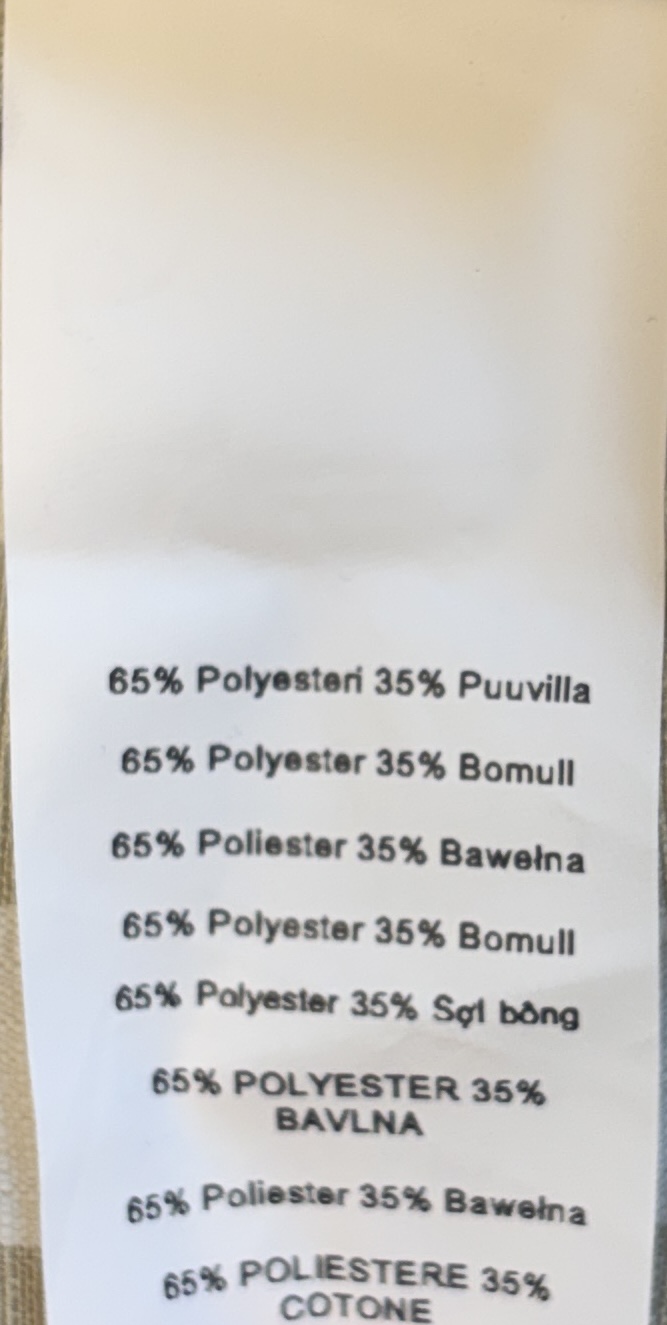 65% Polyesteri 35% Puuvilla
65% Polyester 35% Bomull
65% Poliester 35% Bawełna
65% Polyester 35% Bomull
65% Polyester 35% Sợi bông
65% POLYESTER 35%
BAVLNA
65% Poliester 35% Bawełna
65% POLIESTERE 35%
COTONE